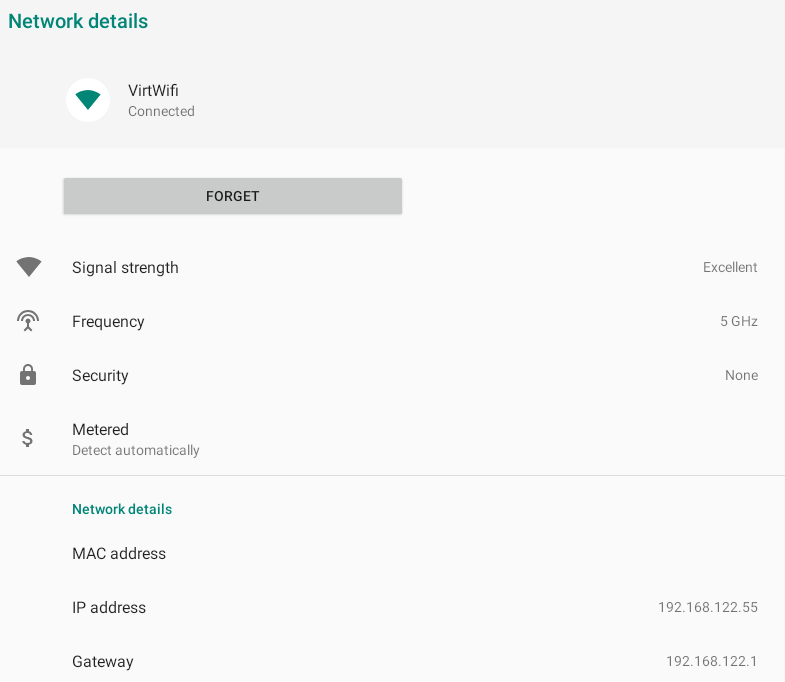 Network details
VirtWifi
Connected
FORGET
Signal strength
Excellent
Frequency
5 GHz
Security
None
Metered
Detect automatically
Network details
MAC address
IP address
192.168.122.55
Gateway
192.168.122.1